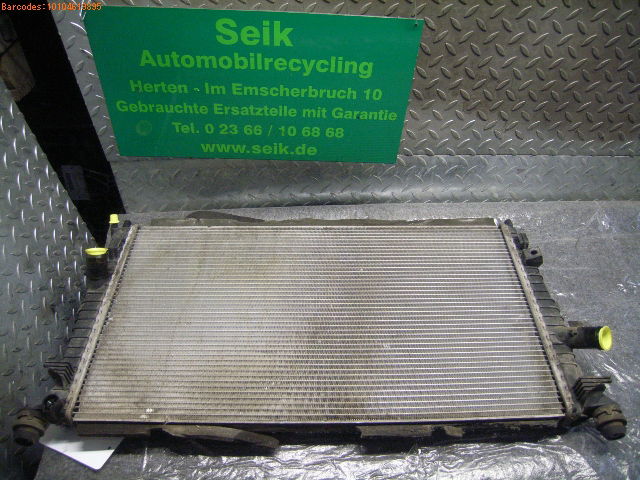 Barcodes: 10104619895
Seik
Automobilrecycling
Herten - Im Emscherbruch 10
Gebrauchte Ersatzteile mit Garantie
Tel. 0 23 66 / 10 68 68
www.seik.de